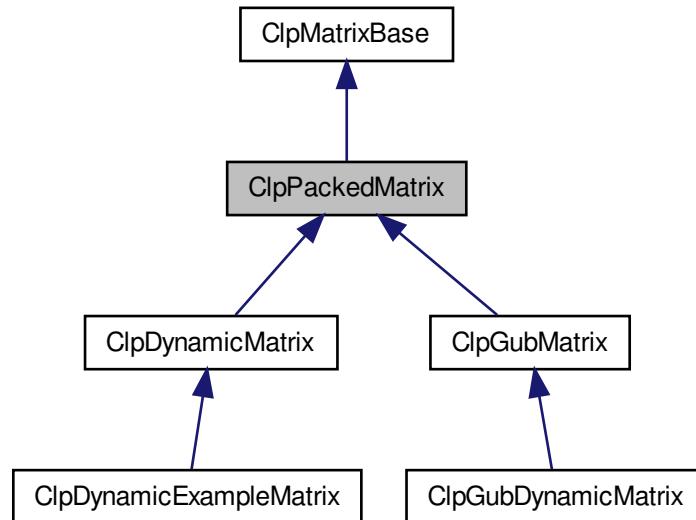 ClpMatrixBase
ClpPackedMatrix
ClpDynamicMatrix
ClpGubMatrix
ClpDynamicExampleMatrix
ClpGubDynamicMatrix